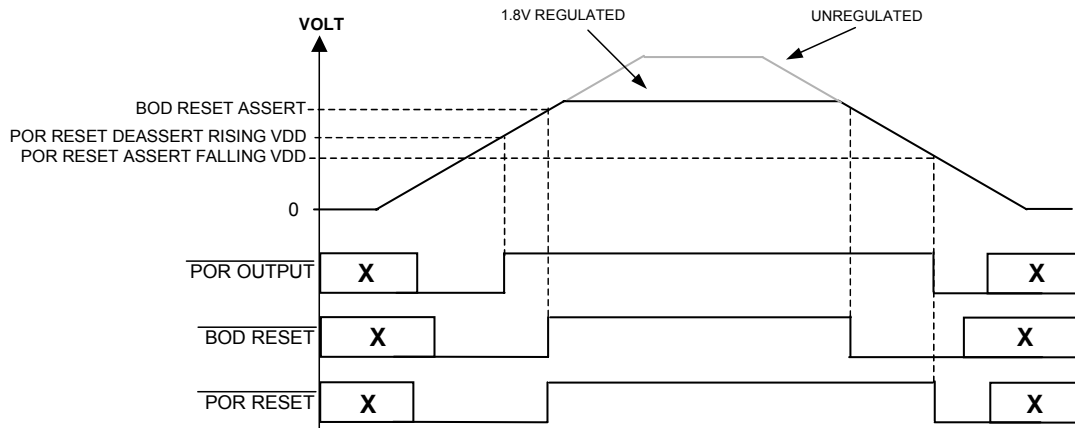 1.8V REGULATED
UNREGULATED
VOLT
BOD RESET ASSERT
POR RESET DEASSERT RISING VDD
POR RESET ASSERT FALLING VDD
0
POR OUTPUT
X
X
BOD RESET
X
X
POR RESET
X
X